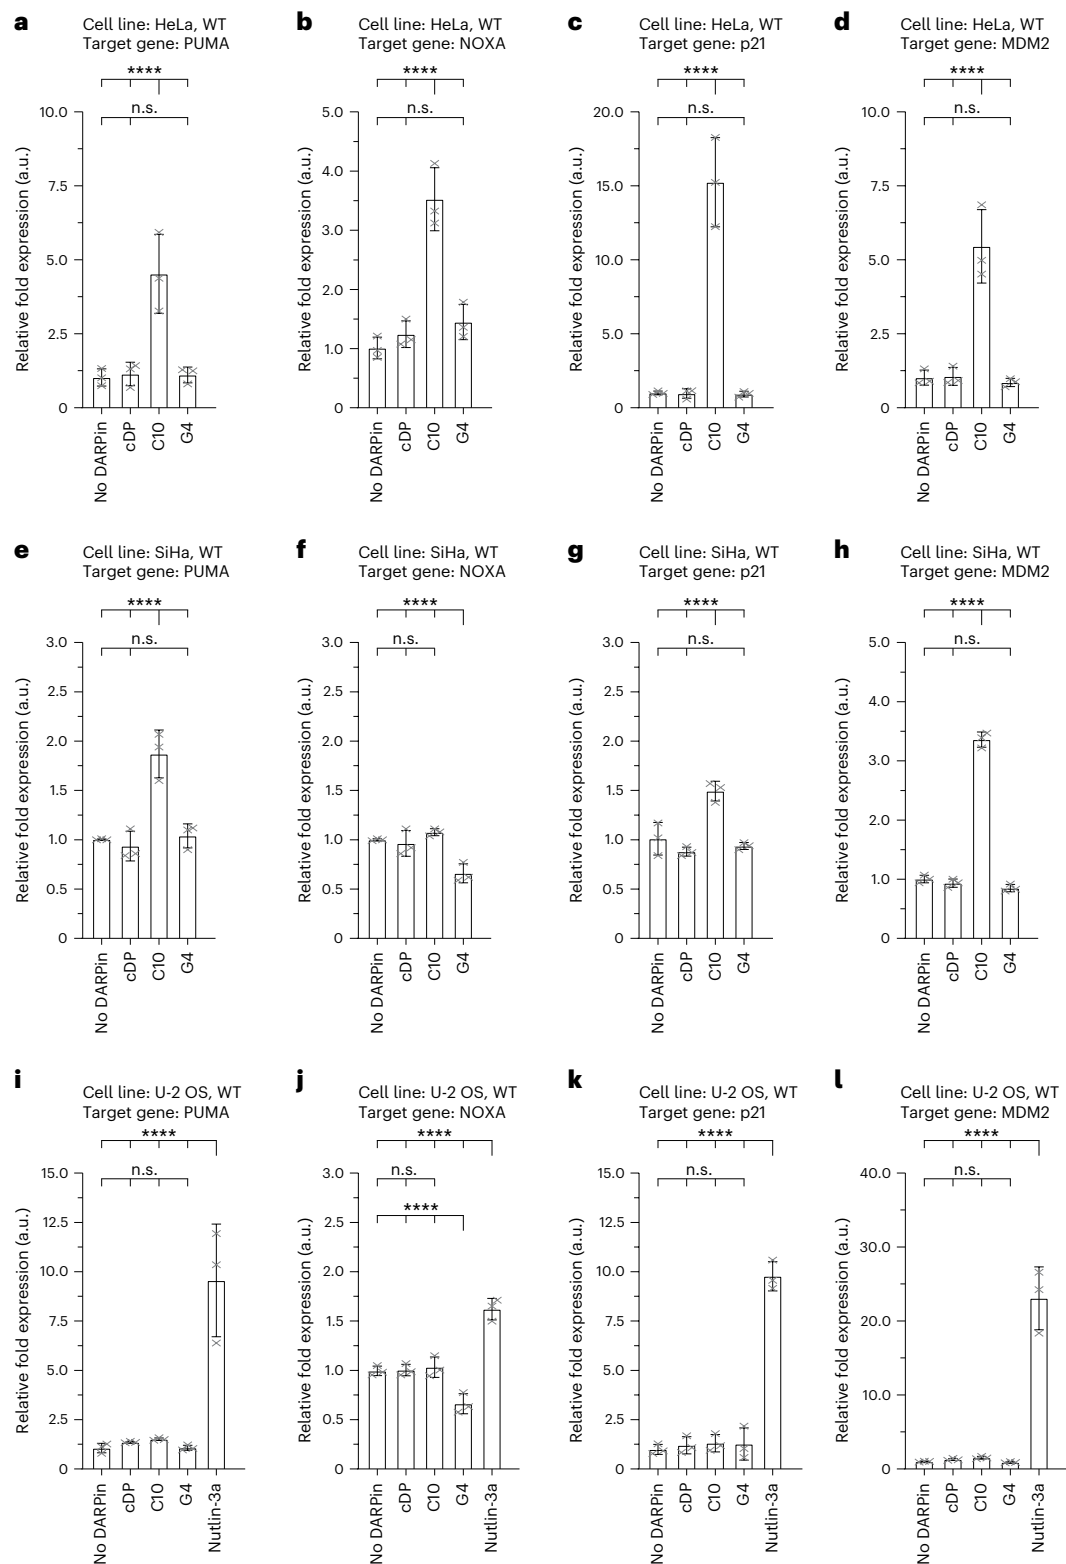 a
Cell line: HeLa, WT
Target gene: PUMA
****
n.s.
10.0
7.5
5.0
2.5
0
Relative fold expression (a.u.)
No DARPin
cDP
C10
G4
b
Cell line: HeLa, WT
Target gene: NOXA
****
n.s.
5.0
4.0
3.0
2.0
1.0
0
Relative fold expression (a.u.)
No DARPin
cDP
C10
G4
c
Cell line: HeLa, WT
Target gene: p21
****
n.s.
20.0
15.0
10.0
5.0
0
Relative fold expression (a.u.)
No DARPin
cDP
C10
G4
d
Cell line: HeLa, WT
Target gene: MDM2
****
n.s.
10.0
7.5
5.0
2.5
0
Relative fold expression (a.u.)
No DARPin
cDP
C10
G4
e
Cell line: SiHa, WT
Target gene: PUMA
****
n.s.
3.0
2.5
2.0
1.5
1.0
0.5
0
Relative fold expression (a.u.)
No DARPin
cDP
C10
G4
f
Cell line: SiHa, WT
Target gene: NOXA
****
n.s.
3.0
2.5
2.0
1.5
1.0
0.5
0
Relative fold expression (a.u.)
No DARPin
cDP
C10
G4
g
Cell line: SiHa, WT
Target gene: p21
****
n.s.
3.0
2.5
2.0
1.5
1.0
0.5
0
Relative fold expression (a.u.)
No DARPin
cDP
C10
G4
h
Cell line: SiHa, WT
Target gene: MDM2
****
n.s.
5.0
4.0
3.0
2.0
1.0
0
Relative fold expression (a.u.)
No DARPin
cDP
C10
G4
i
Cell line: U-2 OS, WT
Target gene: PUMA
****
n.s.
15.0
12.5
10.0
7.5
5.0
2.5
0
Relative fold expression (a.u.)
No DARPin
cDP
C10
G4
Nutlin-3a
j
Cell line: U-2 OS, WT
Target gene: NOXA
****
n.s.
****
3.0
2.5
2.0
1.5
1.0
0.5
0
Relative fold expression (a.u.)
No DARPin
cDP
C10
G4
Nutlin-3a
k
Cell line: U-2 OS, WT
Target gene: p21
****
n.s.
15.0
12.5
10.0
7.5
5.0
2.5
0
Relative fold expression (a.u.)
No DARPin
cDP
C10
G4
Nutlin-3a
l
Cell line: U-2 OS, WT
Target gene: MDM2
****
n.s.
40.0
30.0
20.0
10.0
0
Relative fold expression (a.u.)
No DARPin
cDP
C10
G4
Nutlin-3a